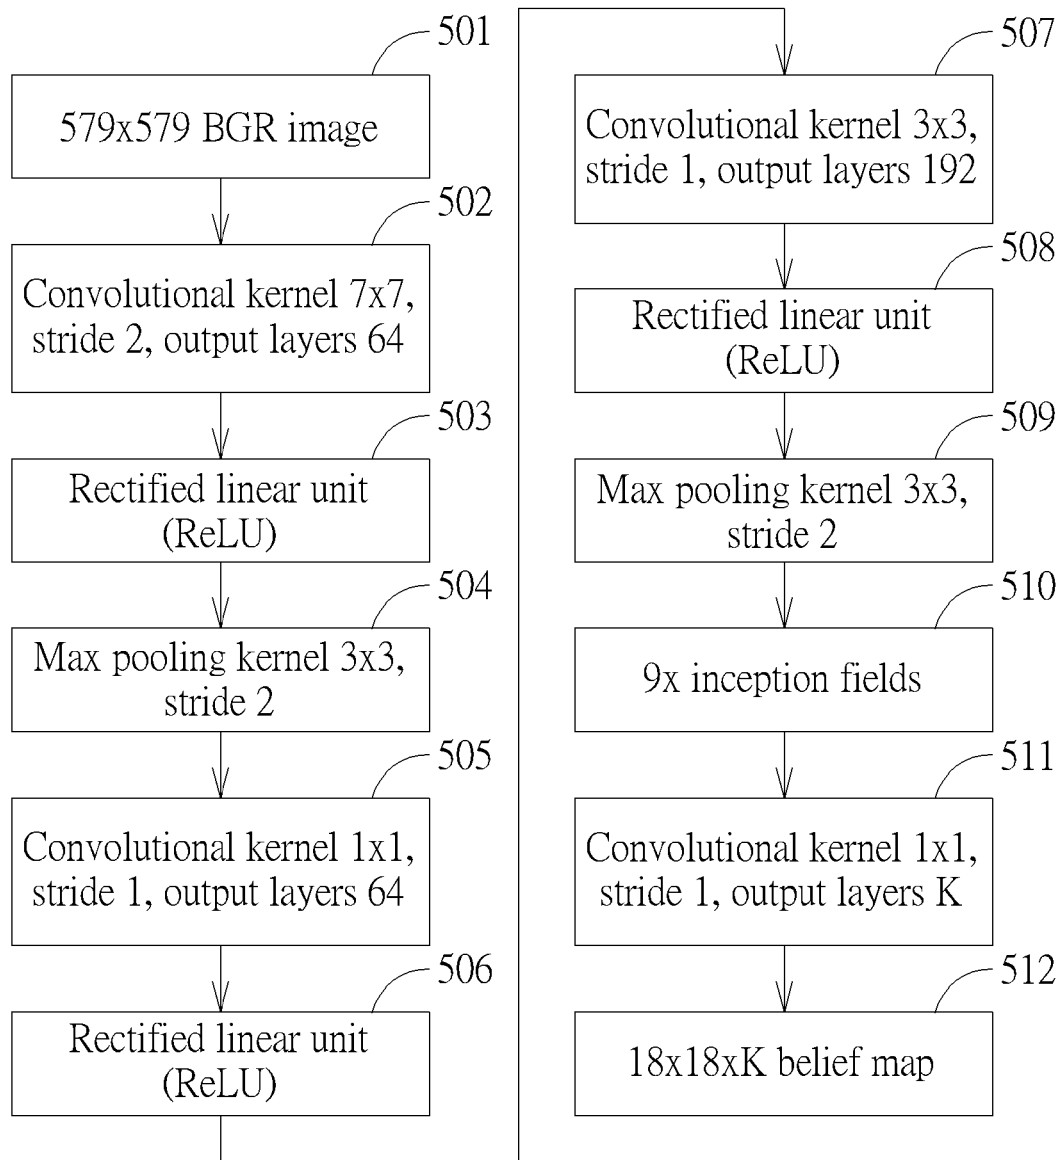 501
579x579 BGR image
502
Convolutional kernel 7x7,
stride 2, output layers 64
503
Rectified linear unit
(ReLU)
504
Max pooling kernel 3x3,
stride 2
505
Convolutional kernel 1x1,
stride 1, output layers 64
506
Rectified linear unit
(ReLU)
507
Convolutional kernel 3x3,
stride 1, output layers 192
508
Rectified linear unit
(ReLU)
509
Max pooling kernel 3x3,
stride 2
510
9x inception fields
511
Convolutional kernel 1x1,
stride 1, output layers K
512
18x18xK belief map